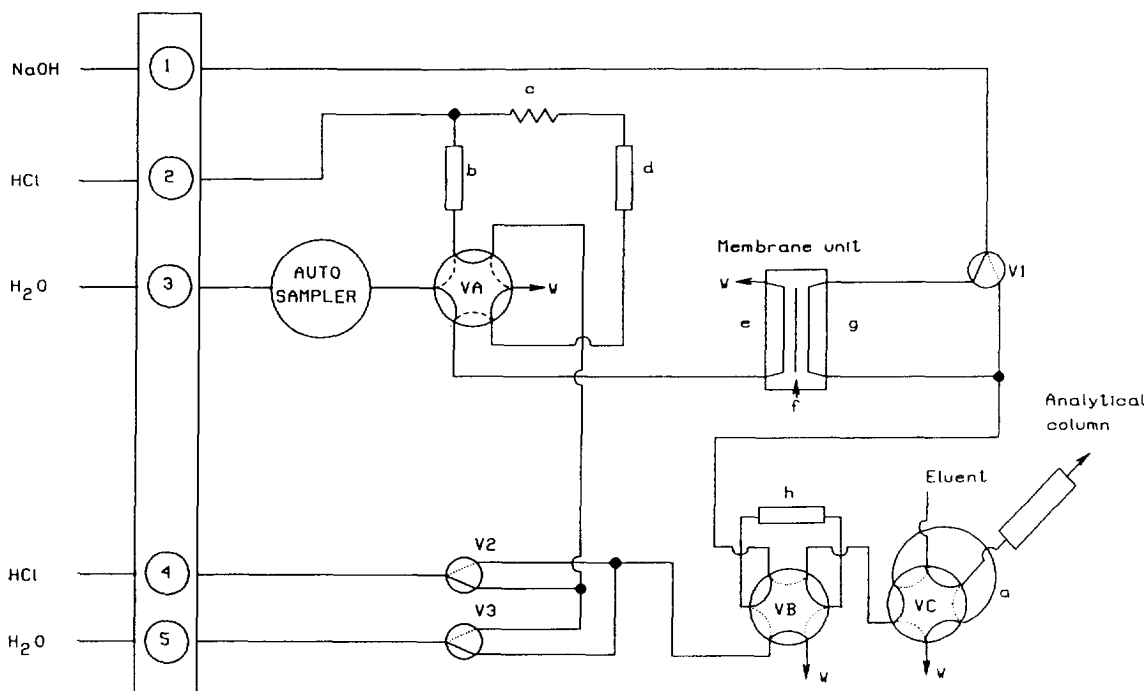 NaOH
1
c
HCl
2
b
d
H2O
3
AUTO
SAMPLER
VA
W
Membrane unit
W
V1
e
g
f
Analytical
column
Eluent
h
HCl
4
V2
VB
VC
a
H2O
5
V3
W
W